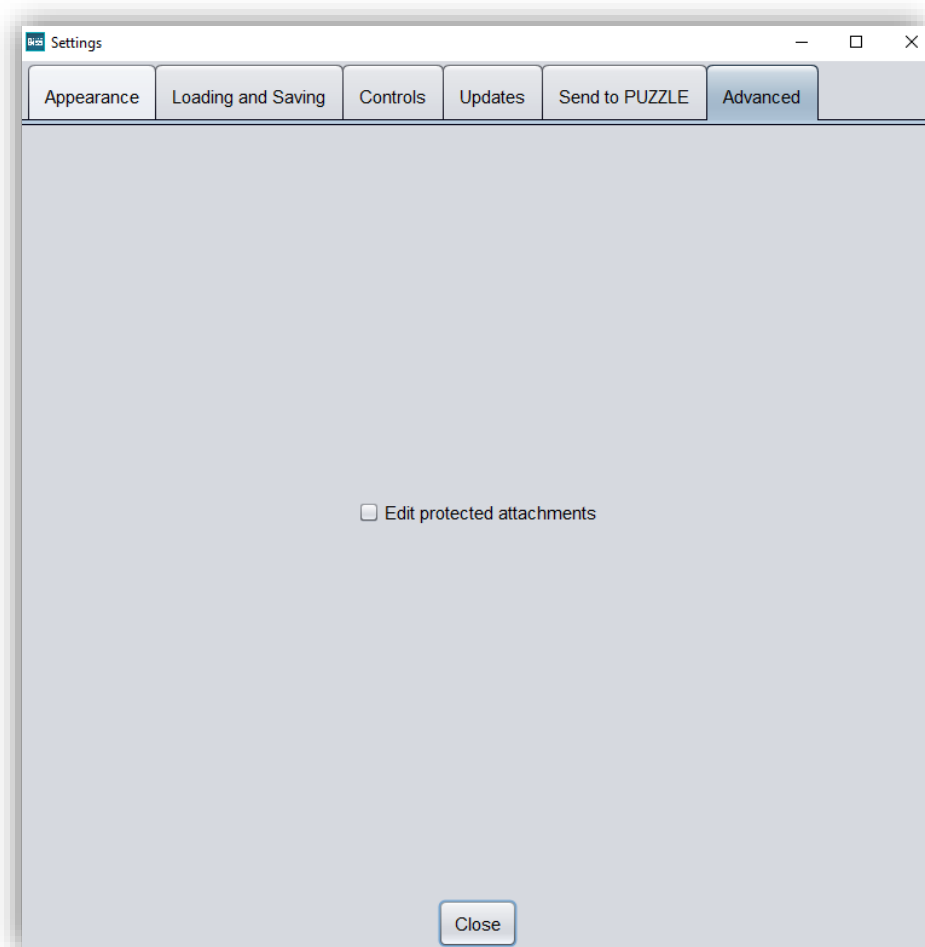 Settings
Appearance
Loading and Saving
Controls
Updates
Send to PUZZLE
Advanced
Edit protected attachments
Close